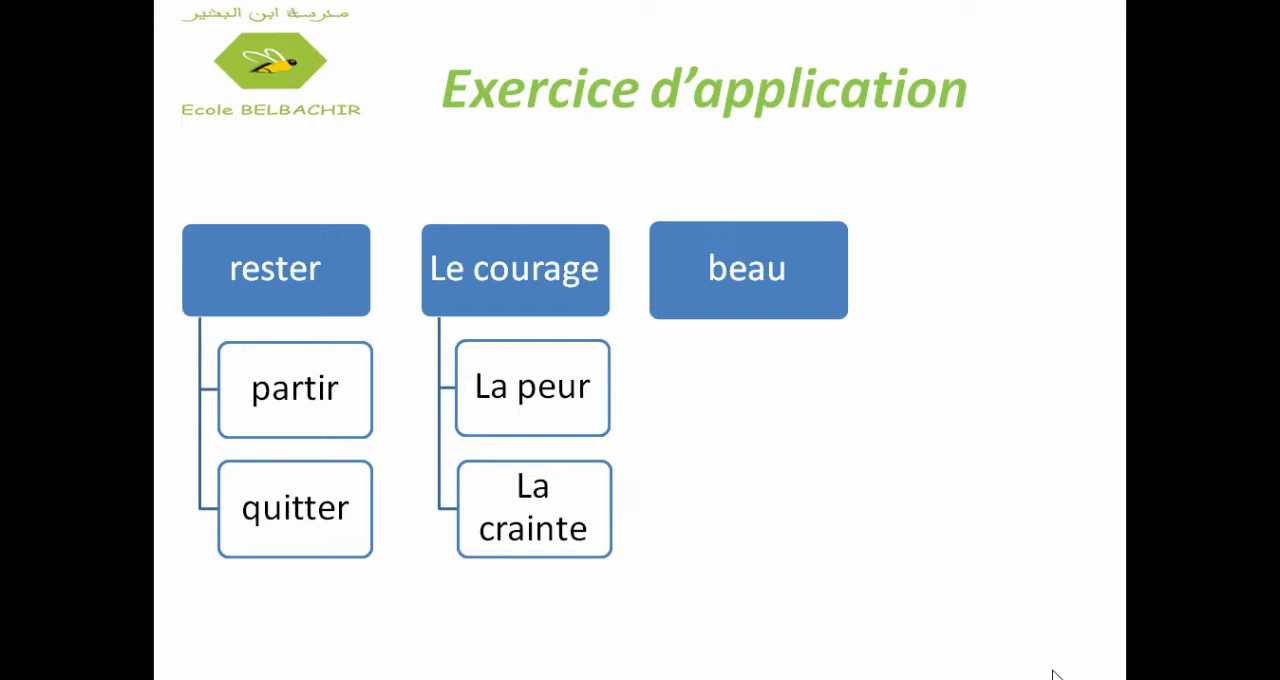 مدرسة ابن البشير
Ecole BELBACHIR
Exercice d’application
rester
Le courage
beau
partir
La peur
quitter
La
crainte